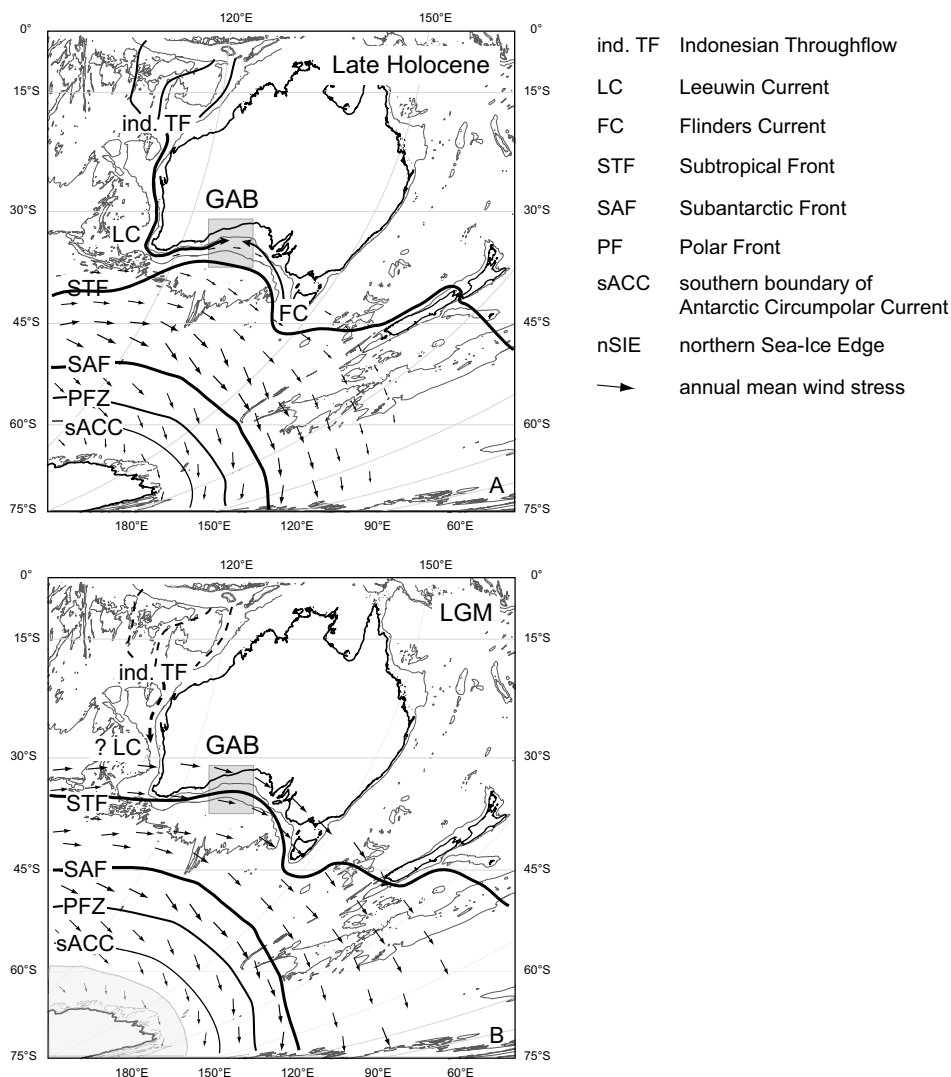 120°E 150°E
0° 0°
Late Holocene
15°S 15°S
ind. TF
30°S GAB 30°S
LC
STF
FC
45°S 45°S
SAF
PFZ
60°S 60°S
sACC
A
75°S 75°S
180°E 150°E 120°E 90°E 60°E
ind. TF Indonesian Throughflow
LC Leeuwin Current
FC Flinders Current
STF Subtropical Front
SAF Subantarctic Front
PF Polar Front
sACC southern boundary of
Antarctic Circumpolar Current
nSIE northern Sea-Ice Edge
annual mean wind stress
120°E 150°E
0° 0°
LGM
15°S 15°S
ind. TF
? LC GAB
30°S 30°S
STF
45°S SAF 45°S
PFZ
sACC
60°S 60°S
B
75°S 75°S
180°E 150°E 120°E 90°E 60°E